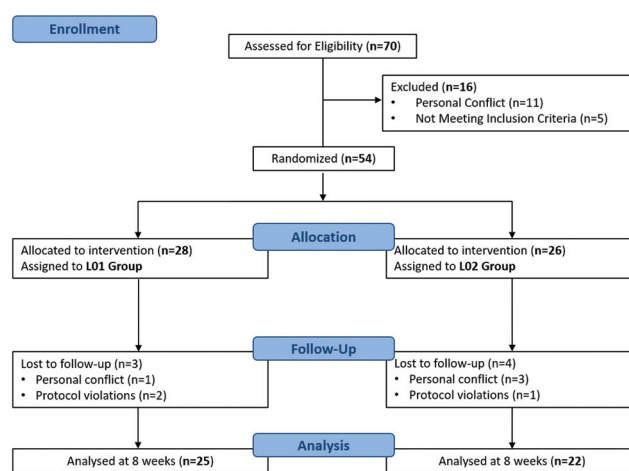 Enrollment
Assessed for Eligibility (n=70)
Excluded (n=16)
• Personal Conflict (n=11)
• Not Meeting Inclusion Criteria (n=5)
Randomized (n=54)
Allocation
Allocated to intervention (n=28)
Assigned to L01 Group
Allocated to intervention (n=26)
Assigned to L02 Group
Follow-Up
Lost to follow-up (n=3)
• Personal conflict (n=1)
• Protocol violations (n=2)
Lost to follow-up (n=4)
• Personal conflict (n=3)
• Protocol violations (n=1)
Analysis
Analysed at 8 weeks (n=25)
Analysed at 8 weeks (n=22)